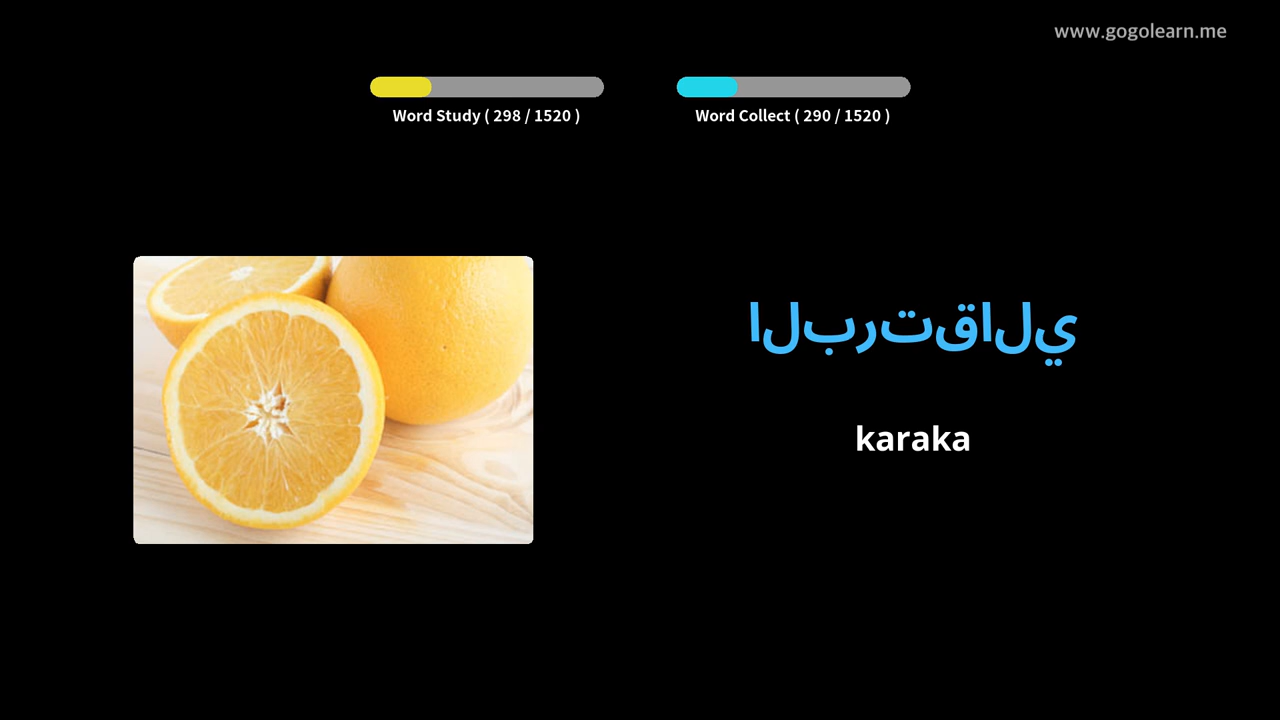 www.gogolearn.me
Word Study ( 298 / 1520 )
Word Collect ( 290 / 1520 )
البرتقالي
karaka